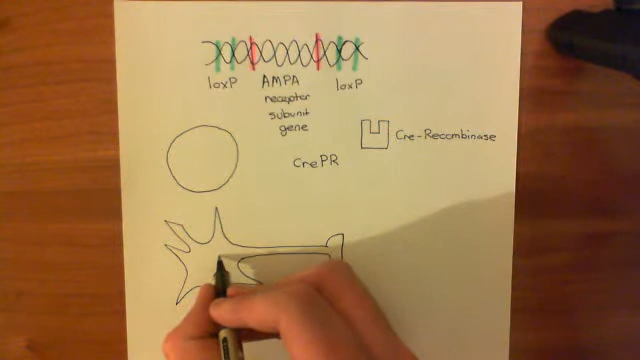 loxP AMPA loxP
receptor
subunit
gene
Cre-Recombinase
CrePR